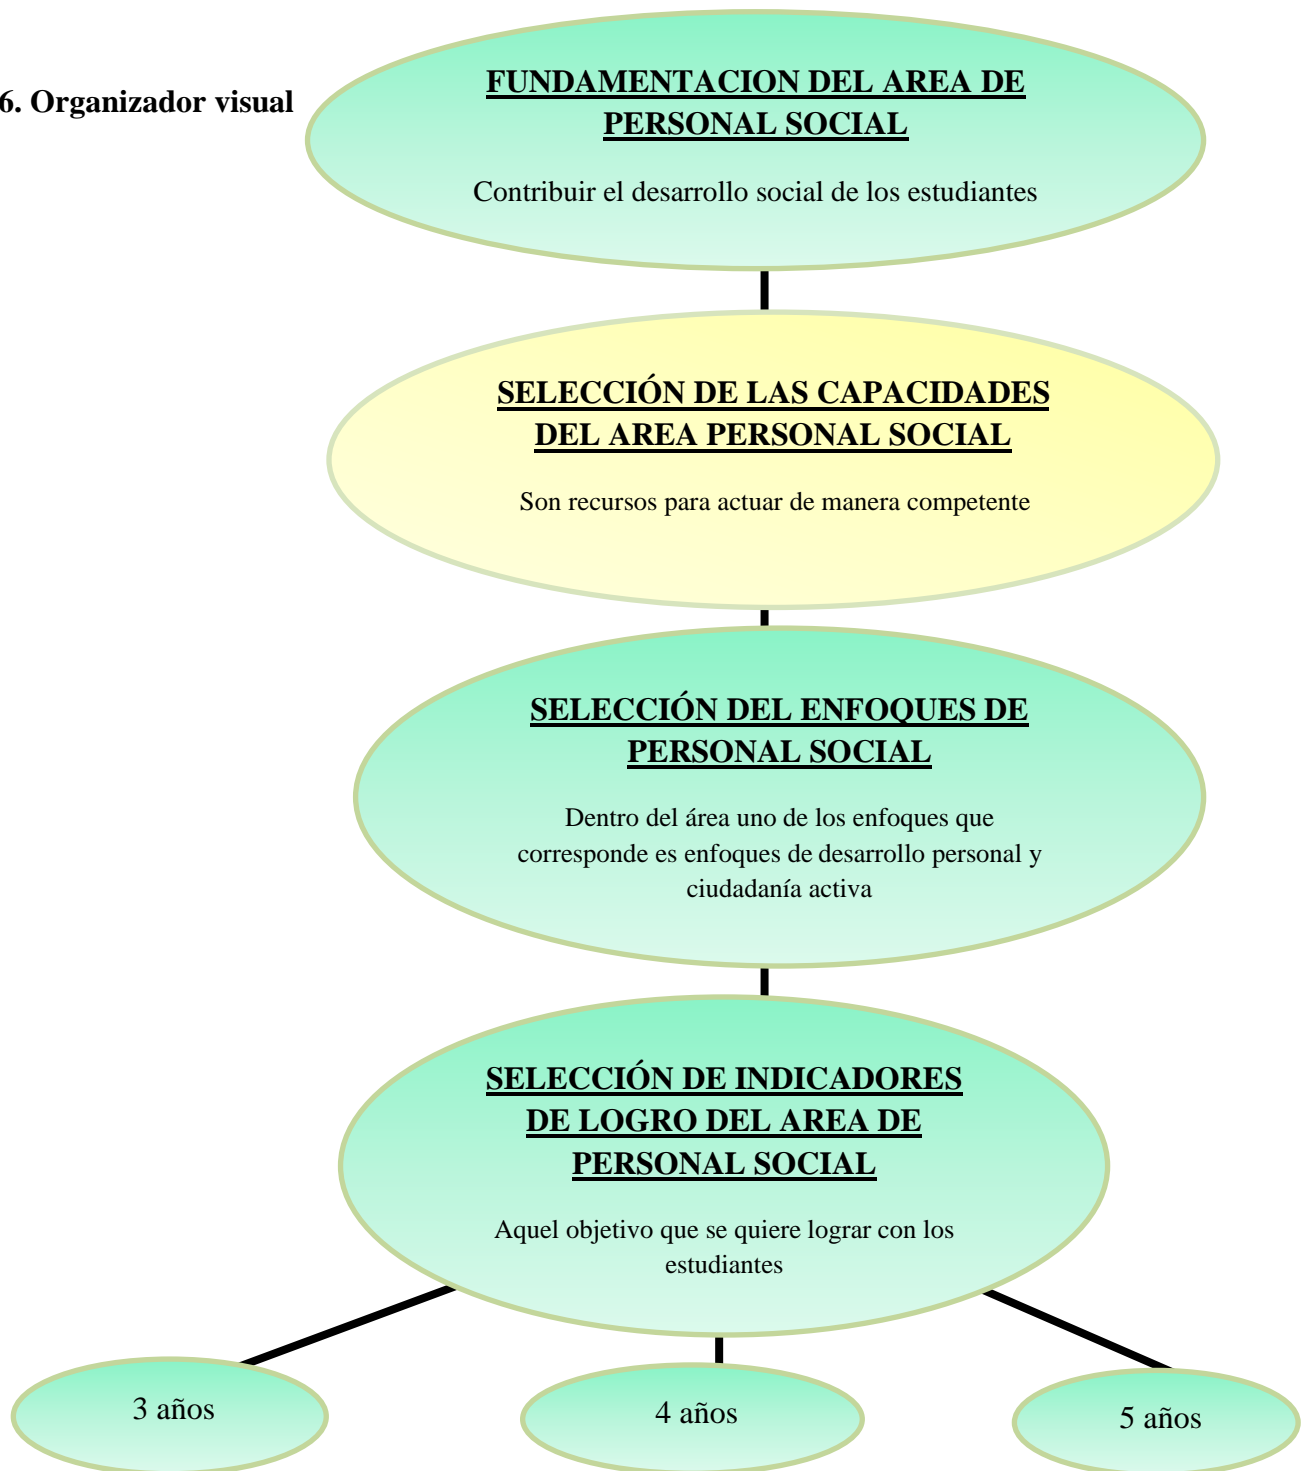 6. Organizador visual
FUNDAMENTACION DEL AREA DE
PERSONAL SOCIAL
Contribuir el desarrollo social de los estudiantes
SELECCIÓN DE LAS CAPACIDADES
DEL AREA PERSONAL SOCIAL
Son recursos para actuar de manera competente
SELECCIÓN DEL ENFOQUES DE
PERSONAL SOCIAL
Dentro del área uno de los enfoques que
corresponde es enfoques de desarrollo personal y
ciudadanía activa
SELECCIÓN DE INDICADORES
DE LOGRO DEL AREA DE
PERSONAL SOCIAL
Aquel objetivo que se quiere lograr con los
estudiantes
3 años
4 años
5 años